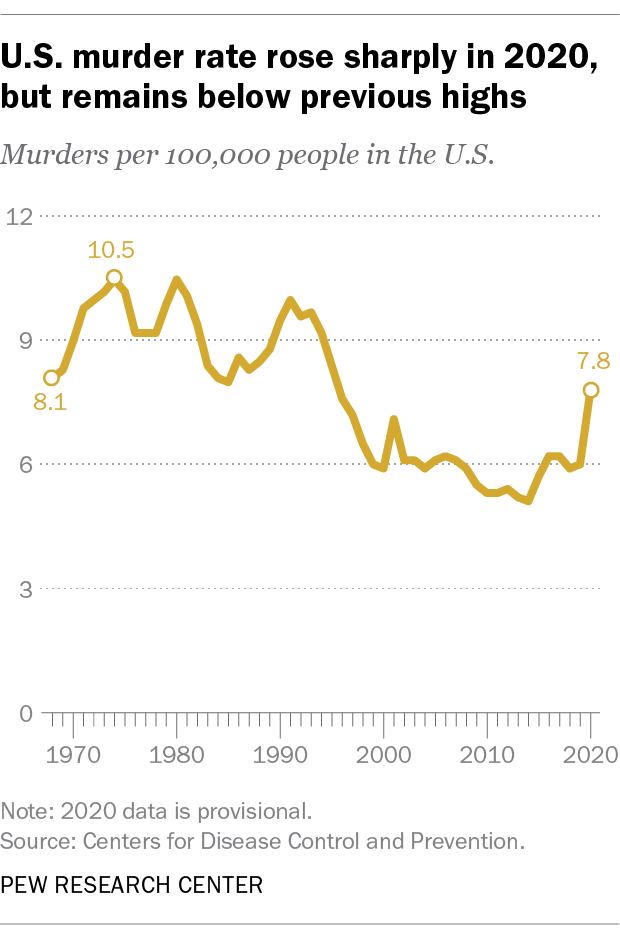 U.S. murder rate rose sharply in 2020,
but remains below previous highs
Murders per 100,000 people in the U.S.
12
10.5
9
7.8
8.1
6
3
0
1970 1980 1990 2000 2010 2020
Note: 2020 data is provisional.
Source: Centers for Disease Control and Prevention.
PEW RESEARCH CENTER